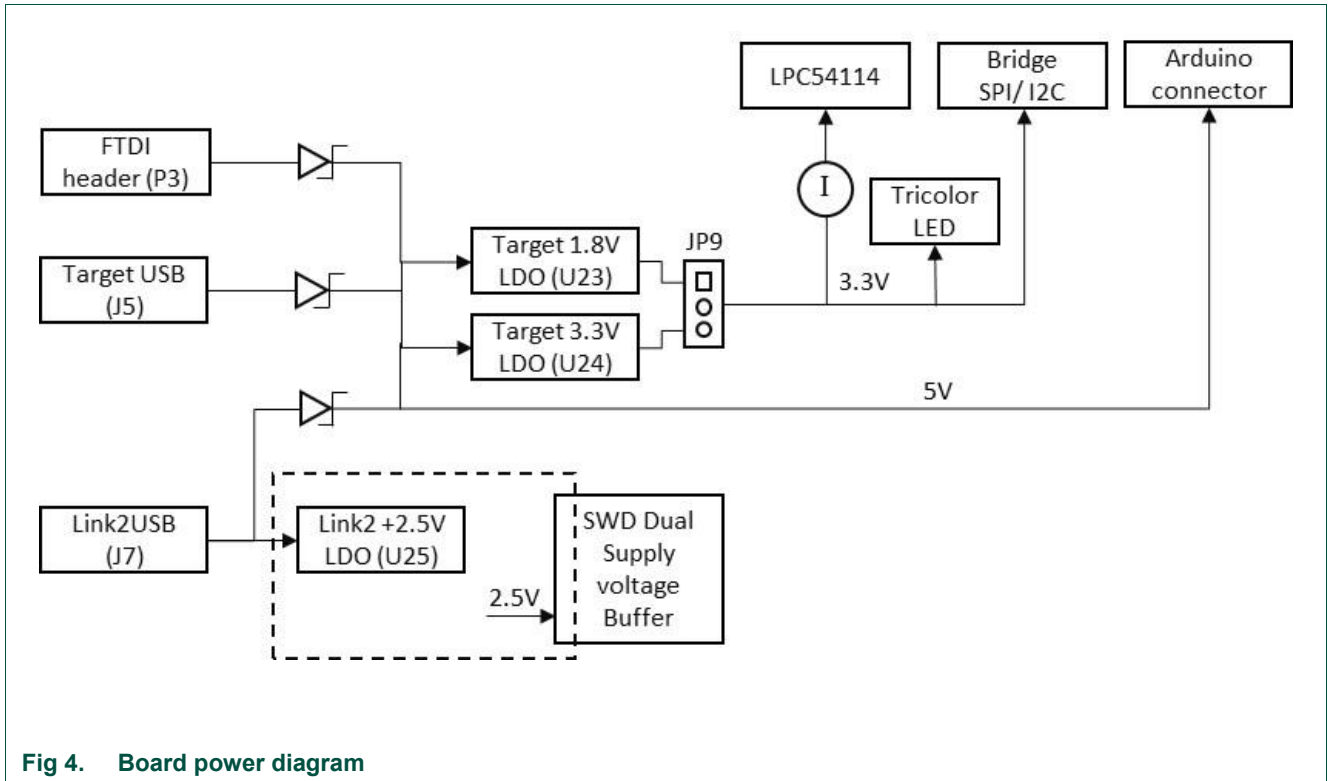 LPC54114
Bridge
SPI/ I2C
Arduino
connector
FTDI
header (P3)
I
Tricolor
LED
Target 1.8V
LDO (U23)
JP9
Target USB
(J5)
3.3V
Target 3.3V
LDO (U24)
5V
Link2USB
(J7)
Link2 +2.5V
LDO (U25)
SWD Dual
Supply
voltage
Buffer
2.5V
Fig 4. Board power diagram